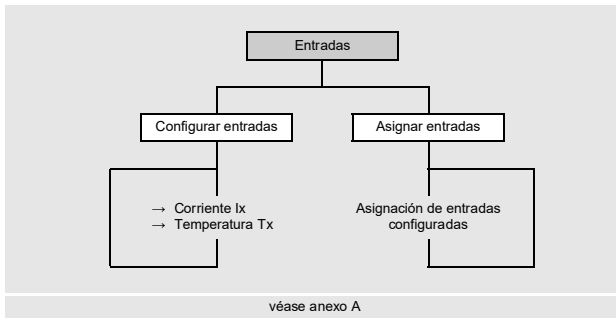 Entradas
Configurar entradas
Asignar entradas
→ Corriente Ix
→ Temperatura Tx
Asignación de entradas
configuradas
véase anexo A